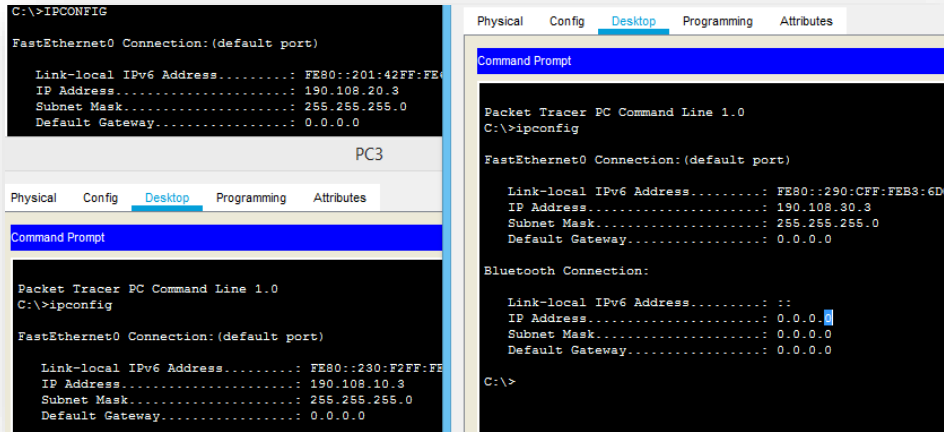 C:\>IPCONFIG
FastEthernet0 Connection:(default port)
Link-local IPv6 Address.........: FE80::201:42FF:FE
IP Address......................: 190.108.20.3
Subnet Mask.....................: 255.255.255.0
Default Gateway.................: 0.0.0.0
PC3
Physical Config Desktop Programming Attributes
Command Prompt
Packet Tracer PC Command Line 1.0
C:\>ipconfig
FastEthernet0 Connection:(default port)
Link-local IPv6 Address.........: FE80::230:F2FF:FE
IP Address......................: 190.108.10.3
Subnet Mask.....................: 255.255.255.0
Default Gateway.................: 0.0.0.0
Physical Config Desktop Programming Attributes
Command Prompt
Packet Tracer PC Command Line 1.0
C:\>ipconfig
FastEthernet0 Connection:(default port)
Link-local IPv6 Address.........: FE80::290:CFF:FEB3:6D
IP Address......................: 190.108.30.3
Subnet Mask.....................: 255.255.255.0
Default Gateway.................: 0.0.0.0
Bluetooth Connection:
Link-local IPv6 Address.........: ::
IP Address......................: 0.0.0.0
Subnet Mask.....................: 0.0.0.0
Default Gateway.................: 0.0.0.0
C:\>